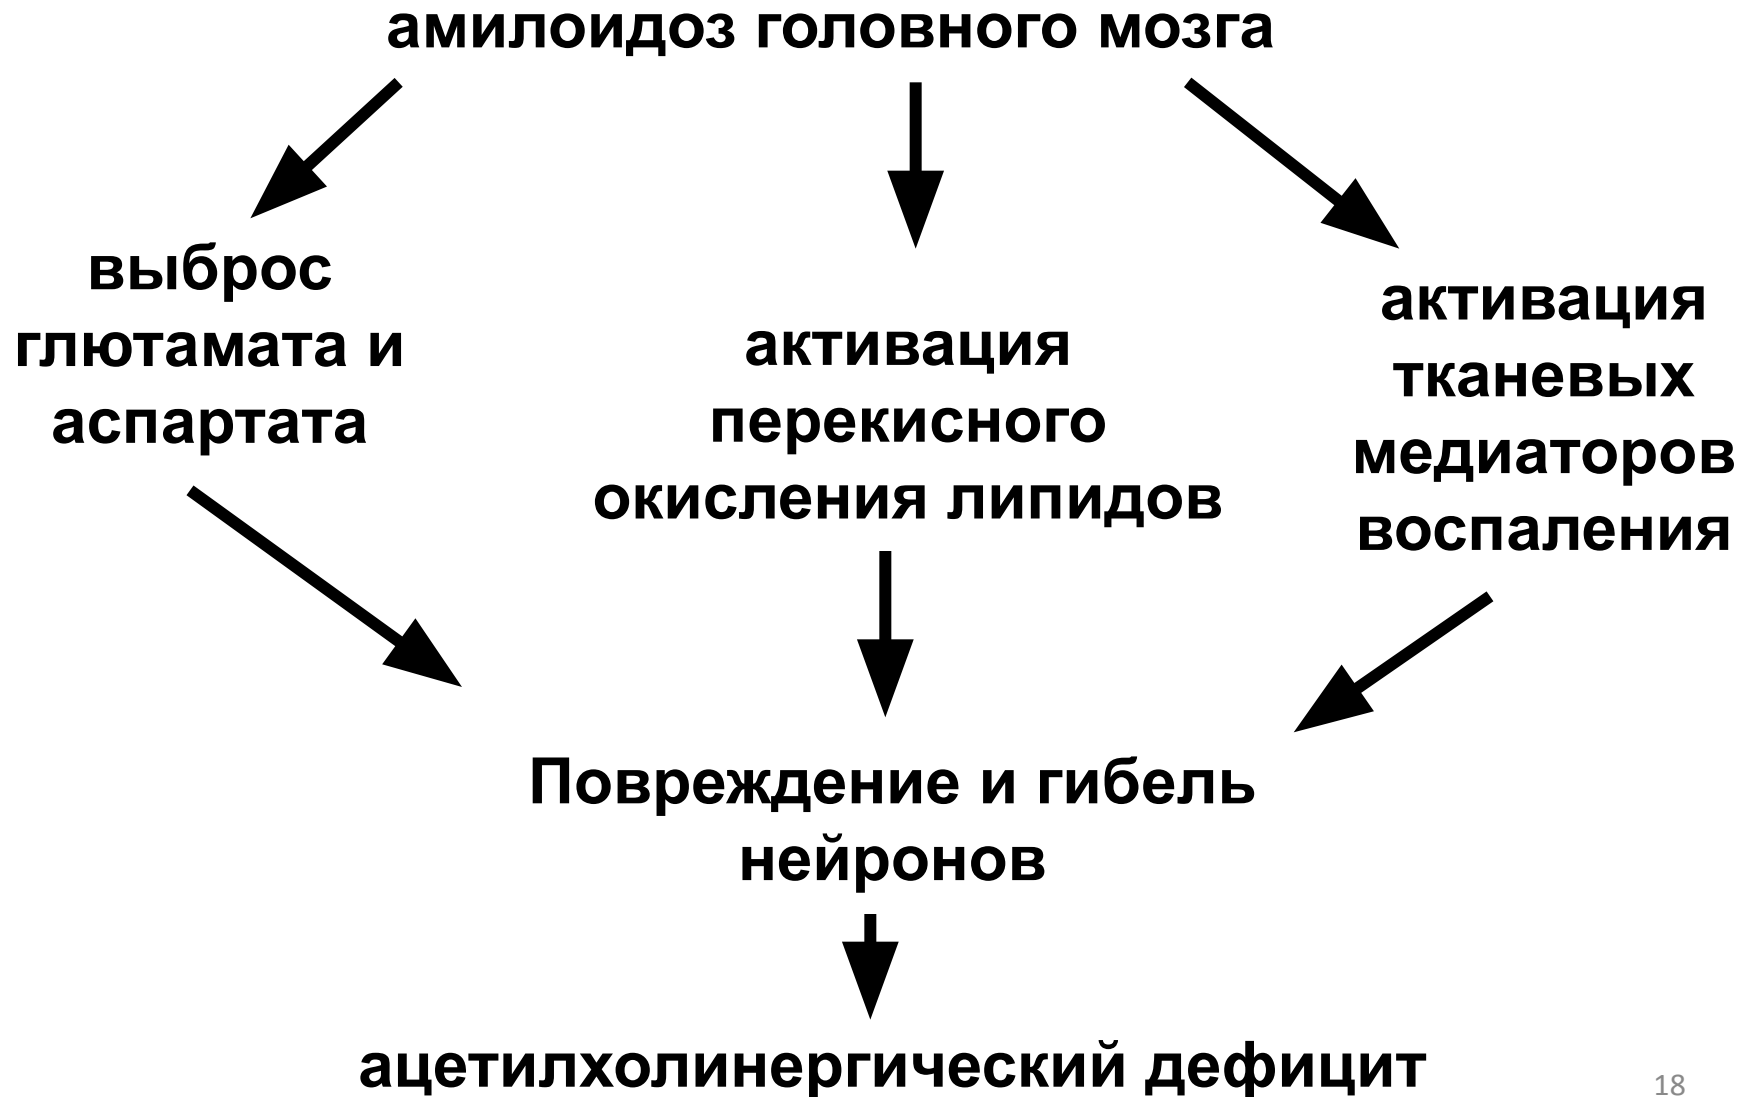 амилоидоз головного мозга
выброс
глютамата и
аспартата
активация
перекисного
окисления липидов
активация
тканевых
медиаторов
воспаления
Повреждение и гибель
нейронов
ацетилхолинергический дефицит
18